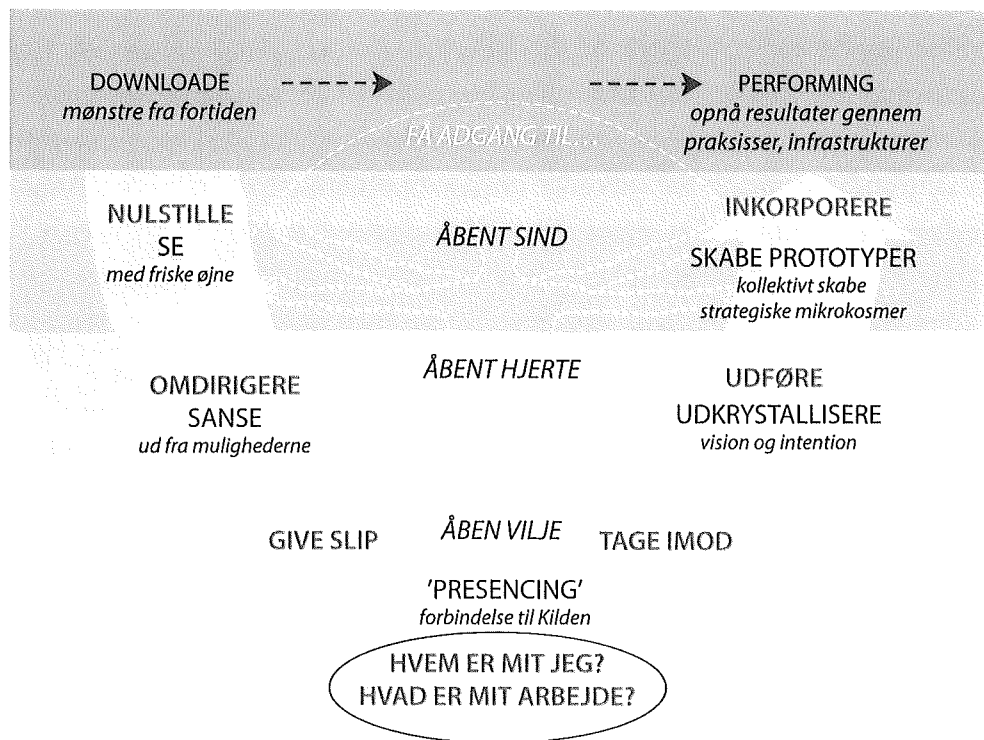 DOWNLOADE
mønstre fra fortiden
PERFORMING
opnå resultater gennem
praksisser, infrastrukturer
FÅ ADGANG TIL...
NULSTILLE
SE
med friske øjne
ÅBENT SIND
INKORPORERE
SKABE PROTOTYPER
kollektivt skabe
strategiske mikrokosmer
ÅBENT HJERTE
OMDIRIGERE
SANSE
ud fra mulighederne
UDFØRE
UDKRYSTALLISERE
vision og intention
GIVE SLIP
ÅBEN VILJE
TAGE IMOD
'PRESENCING'
forbindelse til Kilden
HVEM ER MIT JEG?
HVAD ER MIT ARBEJDE?